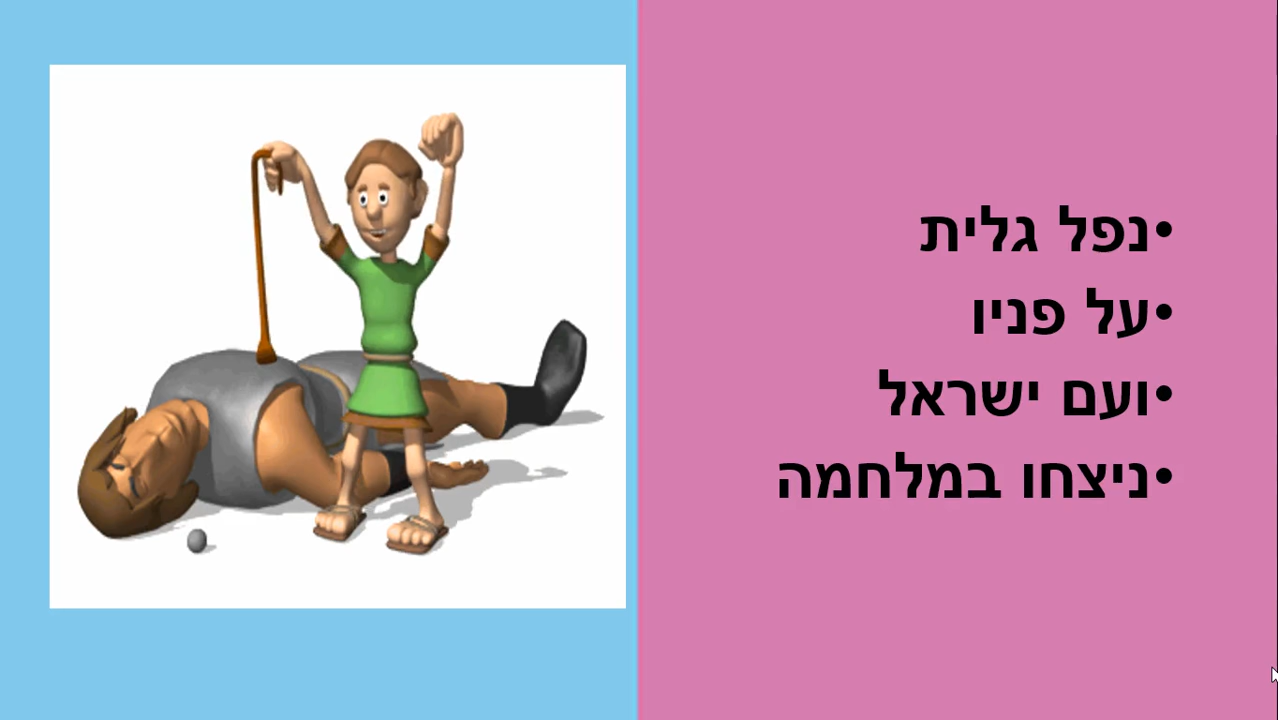 •נפל גלית
•על פניו
•ועם ישראל
•ניצחו במלחמה